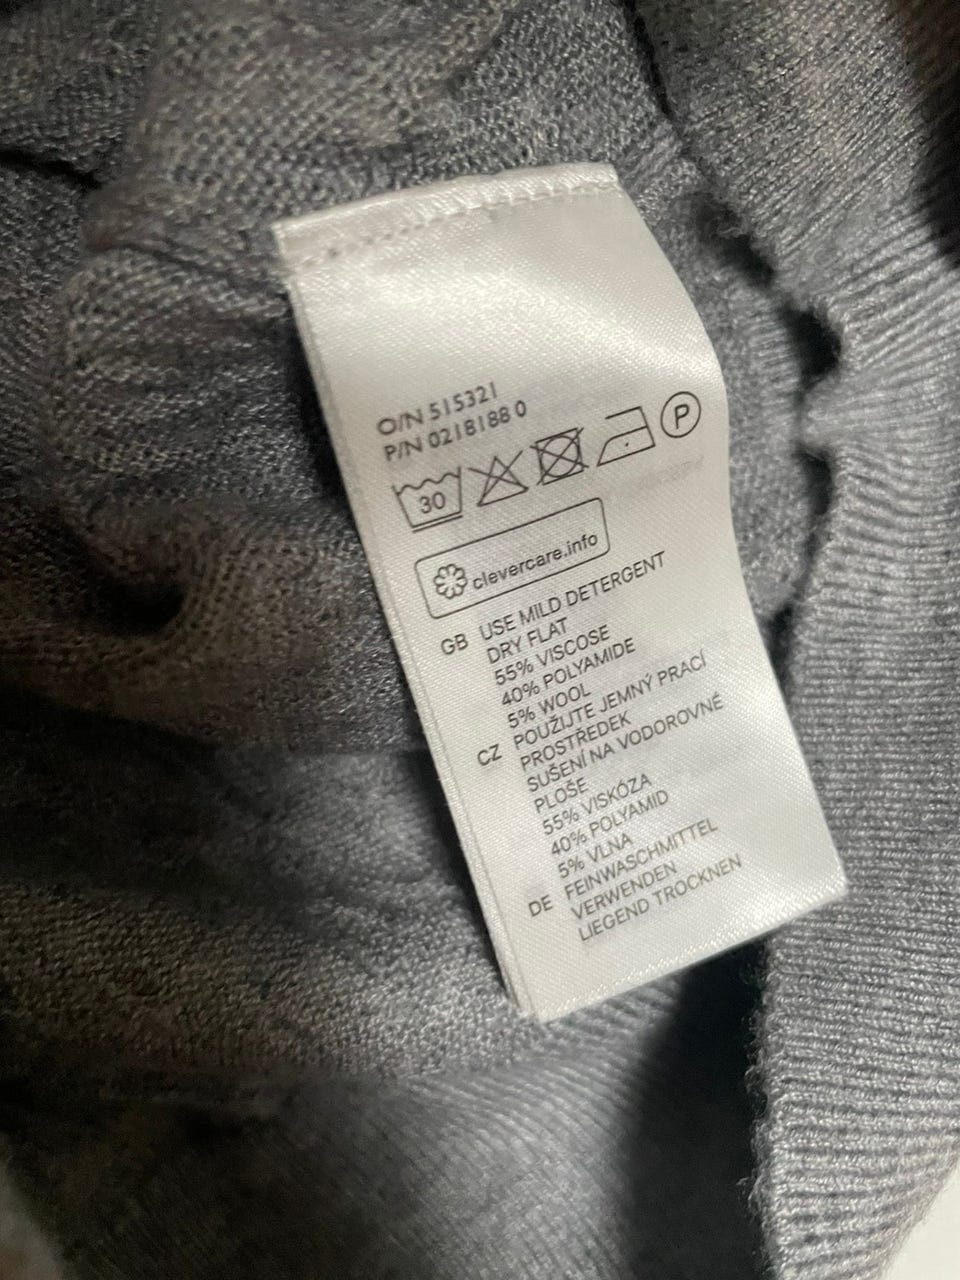 O/N 515321
P/N 0218188 0
30
P
clevercare.info
GB USE MILD DETERGENT
DRY FLAT
55% VISCOSE
40% POLYAMIDE
5% WOOL
CZ POUŽIJTE JEMNÝ PRACÍ
PROSTŘEDEK
SUŠENÍ NA VODOROVNÉ
PLOŠE
55% VISKÓZA
40% POLYAMID
5% VLNA
DE FEINWASCHMITTEL
VERWENDEN
LIEGEND TROCKNEN